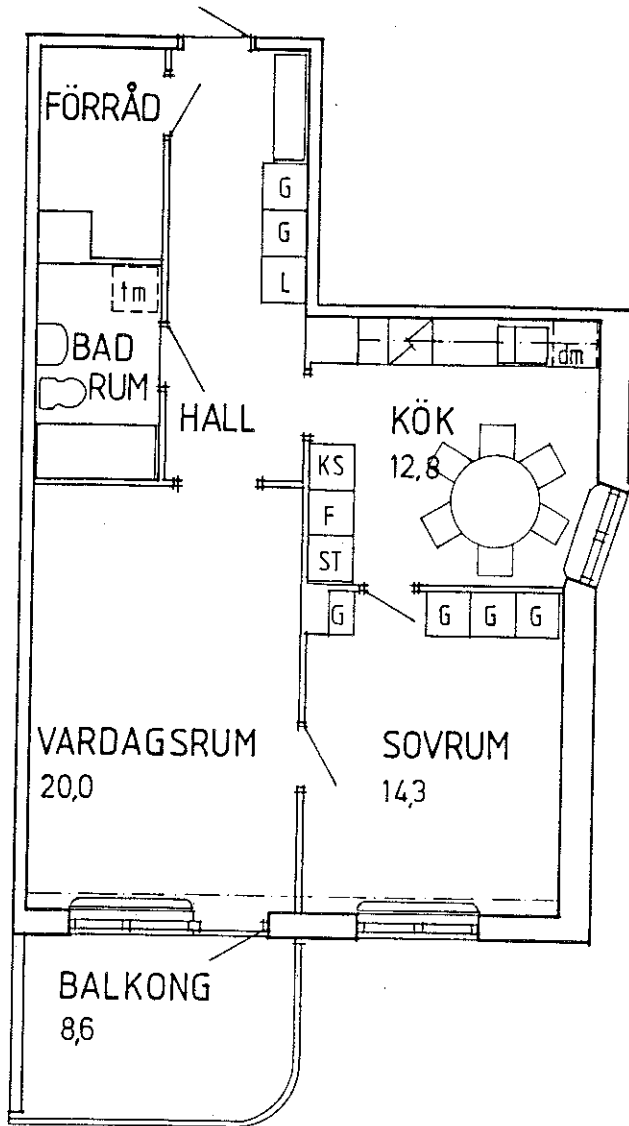 FÖRRÅD
G
G
L
tm
BAD
RUM
HALL
dm
KÖK
12,8
KS
F
ST
G
G G G
VARDAGSRUM
20,0
SOVRUM
14,3
BALKONG
8,6